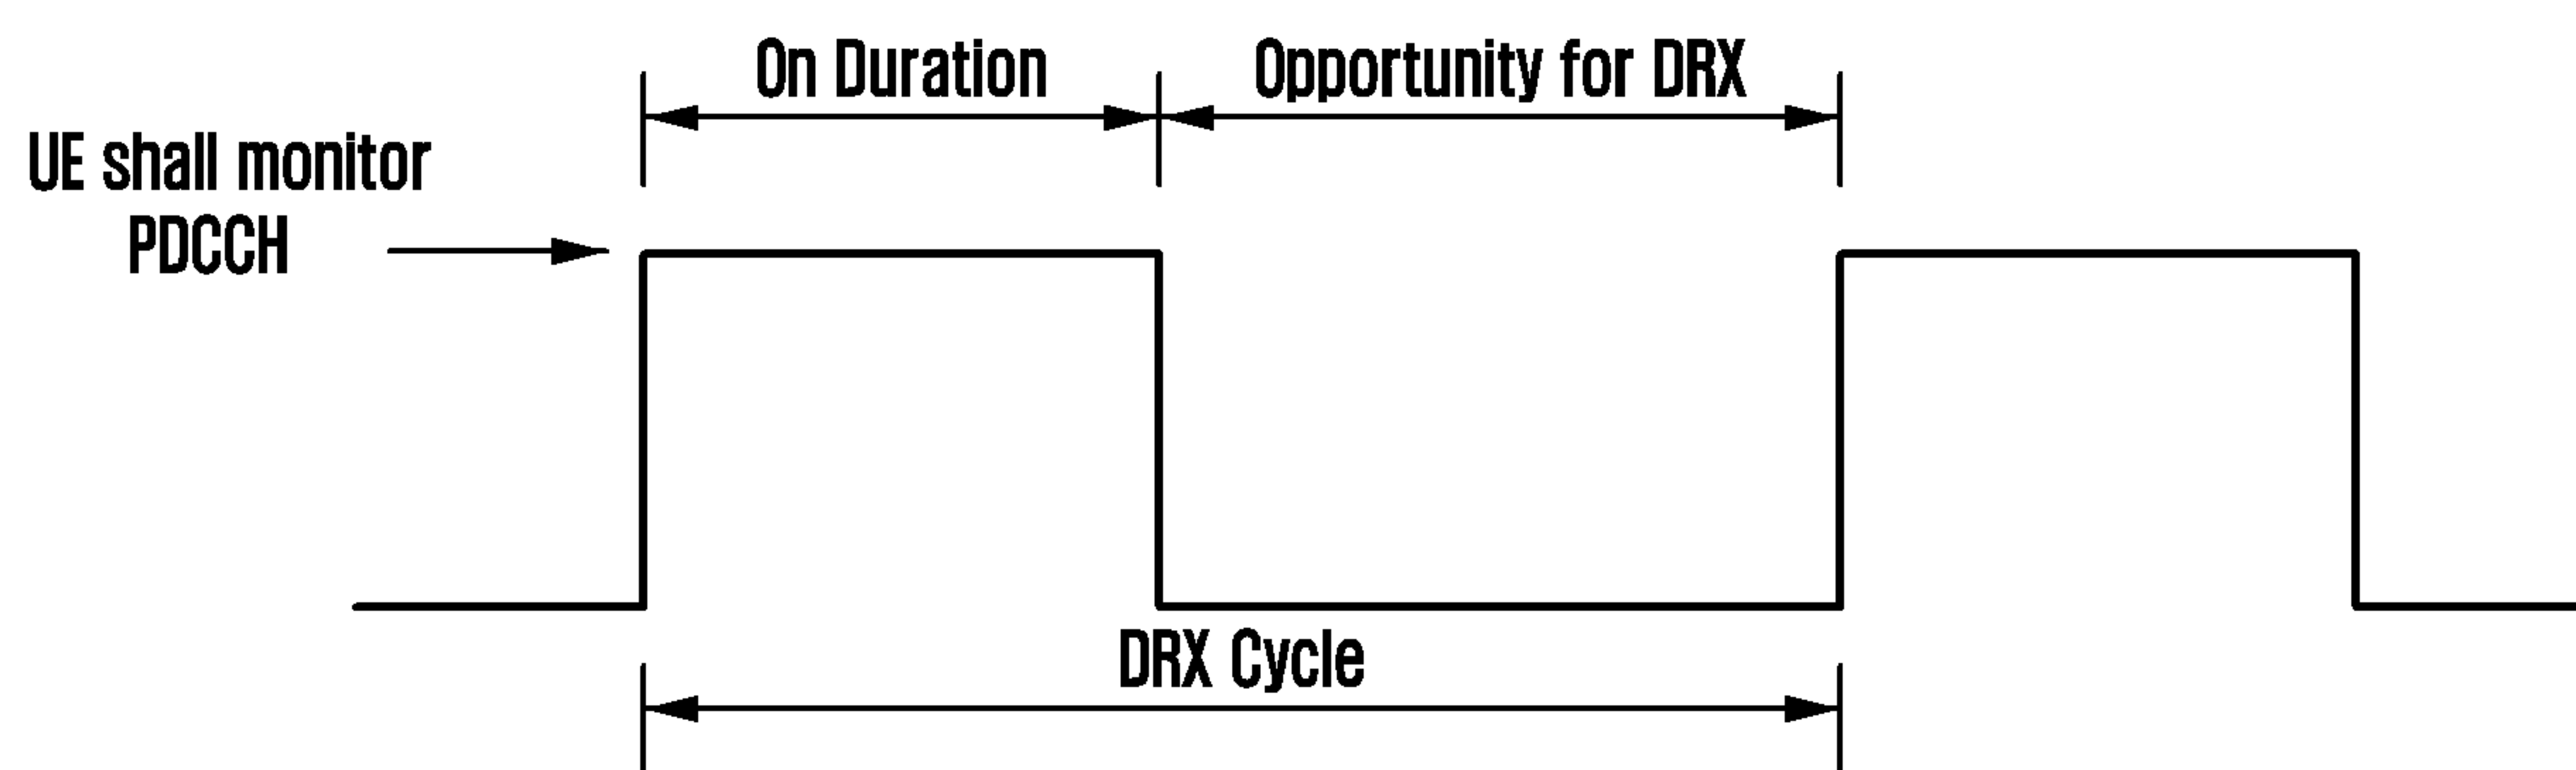 On Duration
Opportunity for DRX
UE shall monitor
PDCCH
DRX Cycle